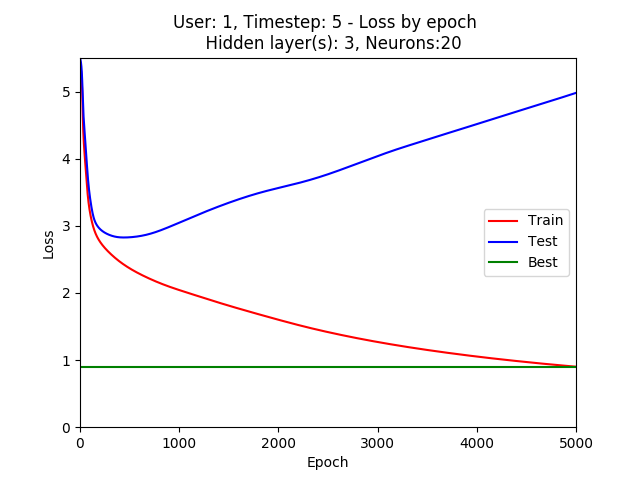 User: 1, Timestep: 5 - Loss by epoch
Hidden layer(s): 3, Neurons:20
Loss
5
4
3
2
1
0
Train
Test
Best
0 1000 2000 3000 4000 5000
Epoch